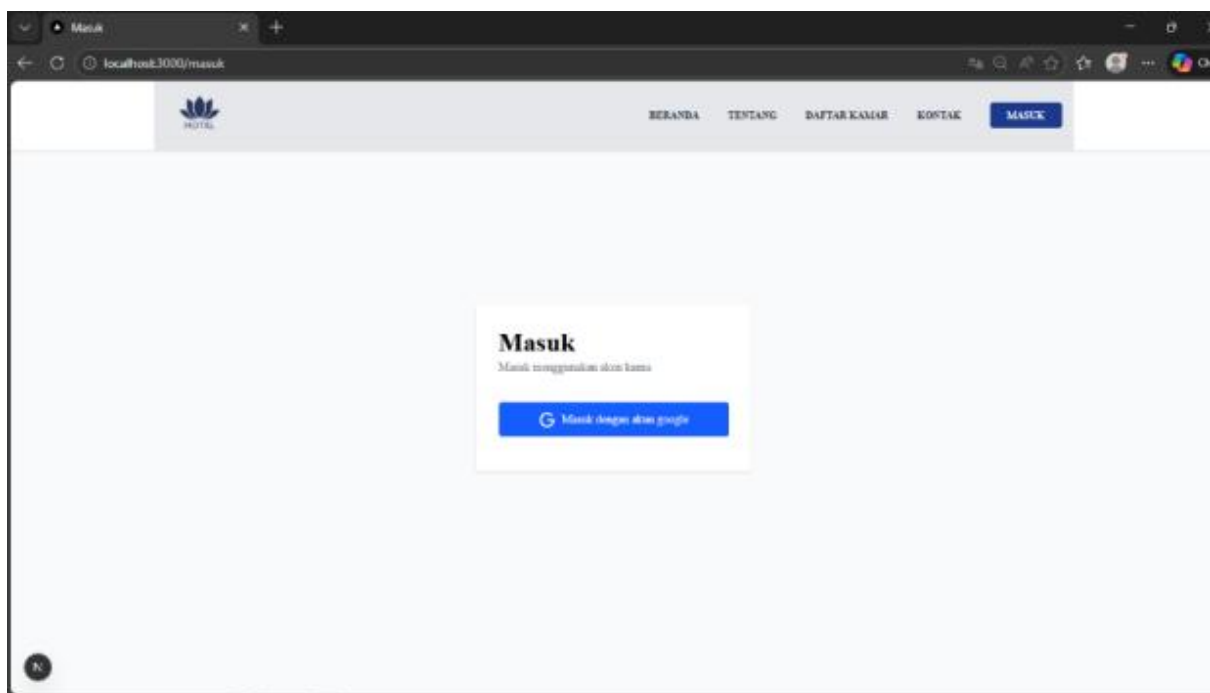 Masuk
localhost:3000/masuk
HOTEL
BERANDA TENTANG DAFTAR KAMAR KONTAK MASUK
Masuk
Masuk menggunakan akun kamu
G Masuk dengan akun google
N